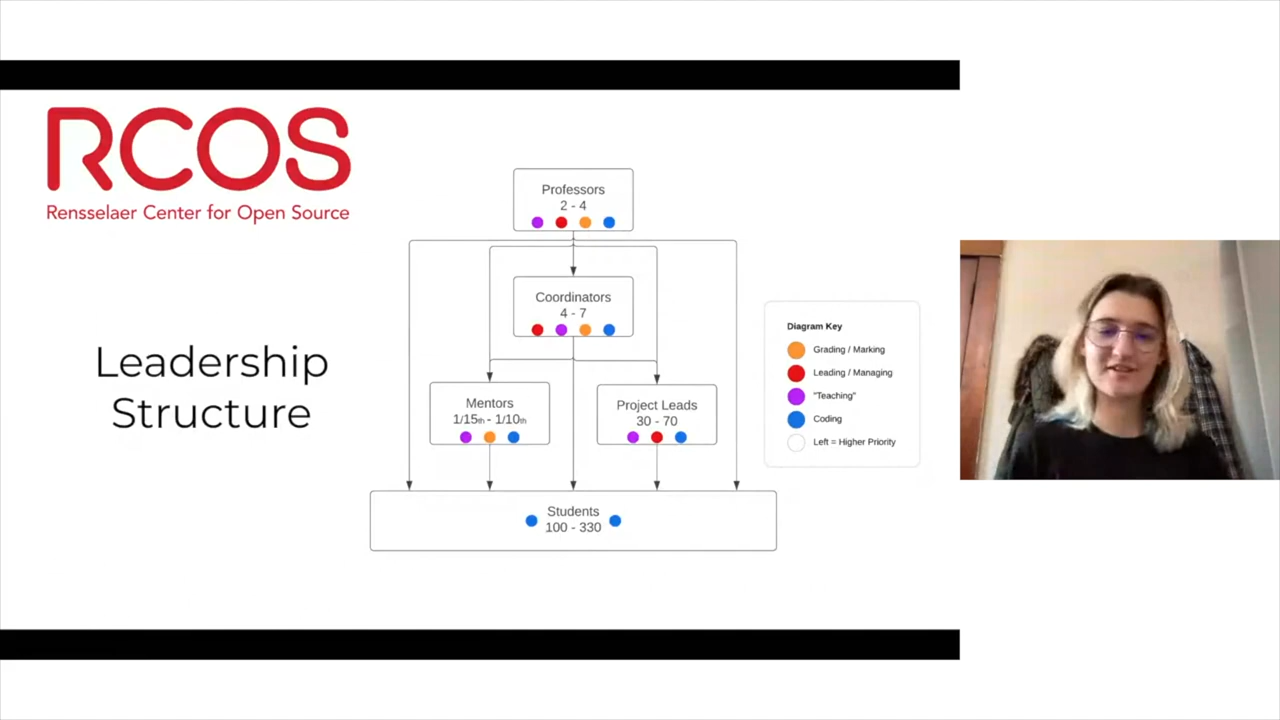 RCOS
Rensselaer Center for Open Source
Leadership
Structure
Professors
2 - 4
Coordinators
4 - 7
Mentors
1/15th - 1/10th
Project Leads
30 - 70
Students
100 - 330
Diagram Key
Grading / Marking
Leading / Managing
"Teaching"
Coding
Left = Higher Priority